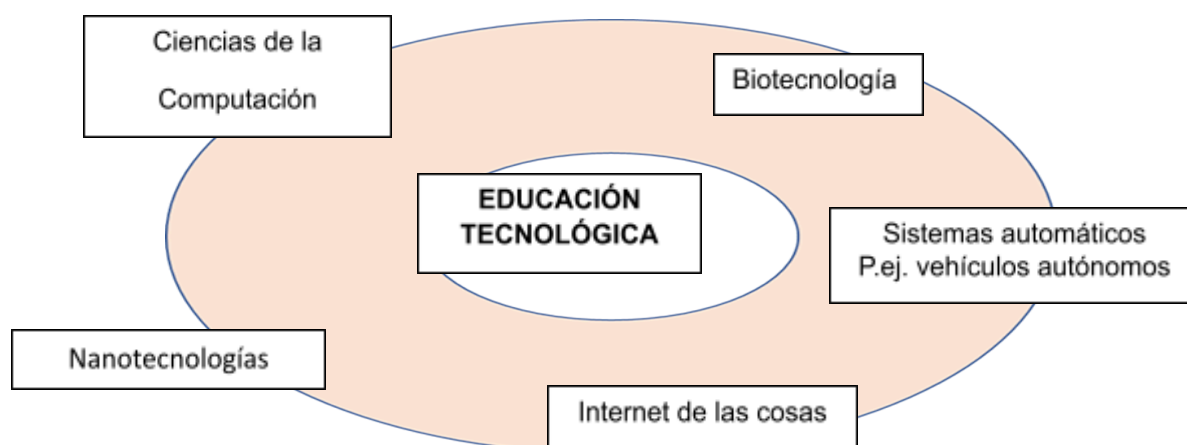 Ciencias de la
Computación
Biotecnología
EDUCACIÓN
TECNOLÓGICA
Sistemas automáticos
P.ej. vehículos autónomos
Nanotecnologías
Internet de las cosas